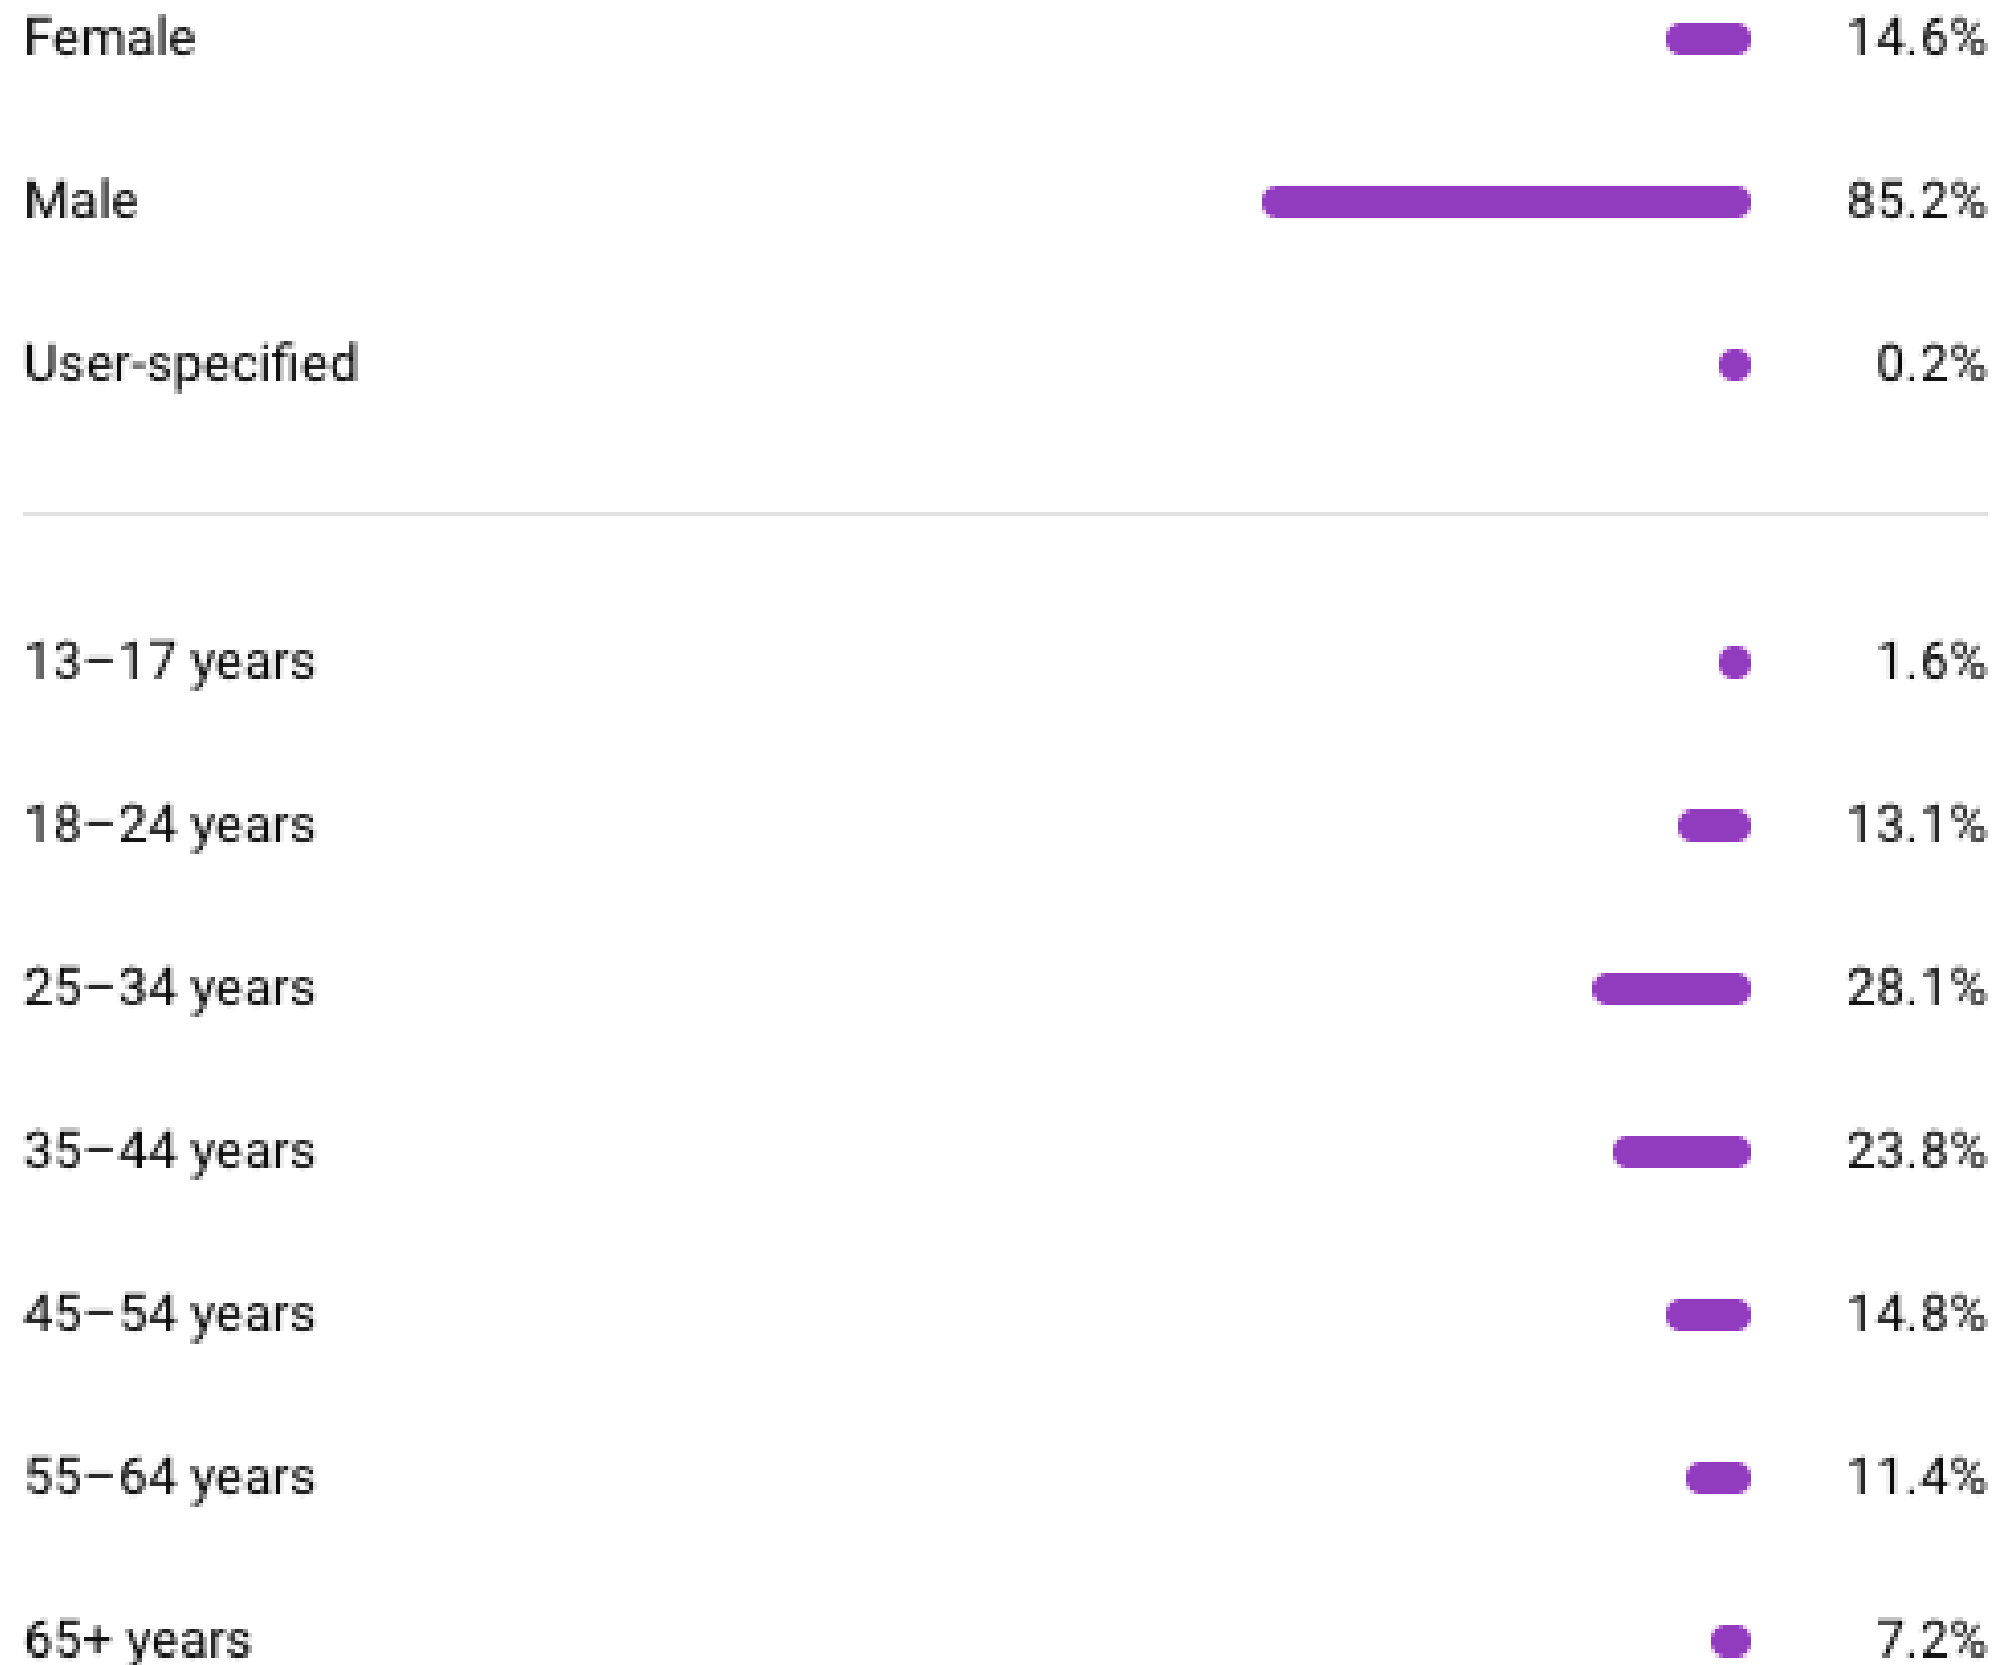 Female 14.6%
Male 85.2%
User-specified 0.2%
13–17 years 1.6%
18–24 years 13.1%
25–34 years 28.1%
35–44 years 23.8%
45–54 years 14.8%
55–64 years 11.4%
65+ years 7.2%